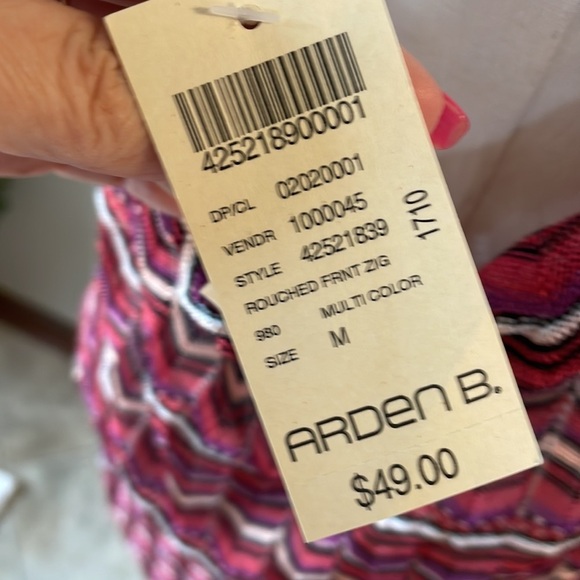 425218900001
DP/CL 02020001
VENDR 1000045
STYLE 42521839
ROUCHED FRNT ZIG
980 MULTI COLOR
SIZE M
1710
ARDEN B.
$49.00